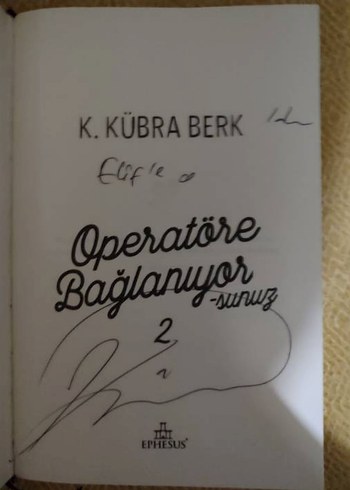 K. KÜBRA BERK
Elif'e
Operatöre
Bağlanıyor
-sunuz
2
EPHESUS